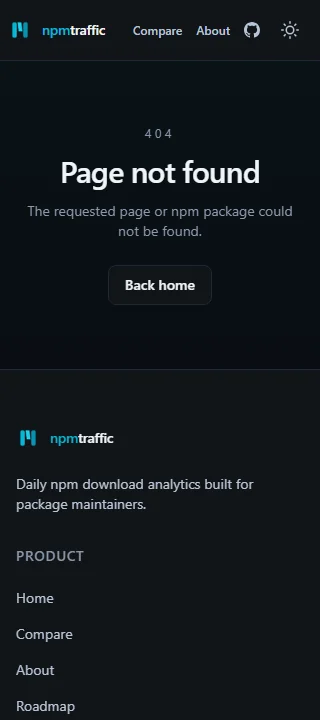 npmtraffic Compare About
404
Page not found
The requested page or npm package could
not be found.
Back home
npmtraffic
Daily npm download analytics built for
package maintainers.
PRODUCT
Home
Compare
About
Roadmap